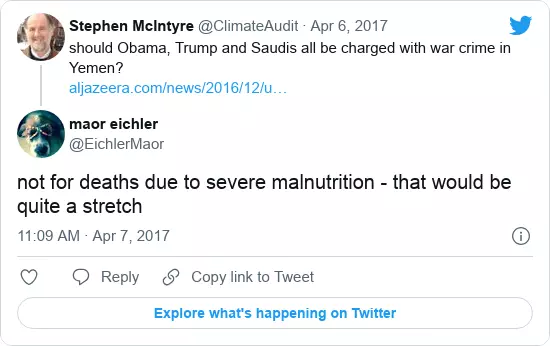 Stephen McIntyre @ClimateAudit · Apr 6, 2017
should Obama, Trump and Saudis all be charged with war crime in
Yemen?
aljazeera.com/news/2016/12/u…
maor eichler
@EichlerMaor
not for deaths due to severe malnutrition - that would be
quite a stretch
11:09 AM · Apr 7, 2017
Reply
Copy link to Tweet
Explore what's happening on Twitter